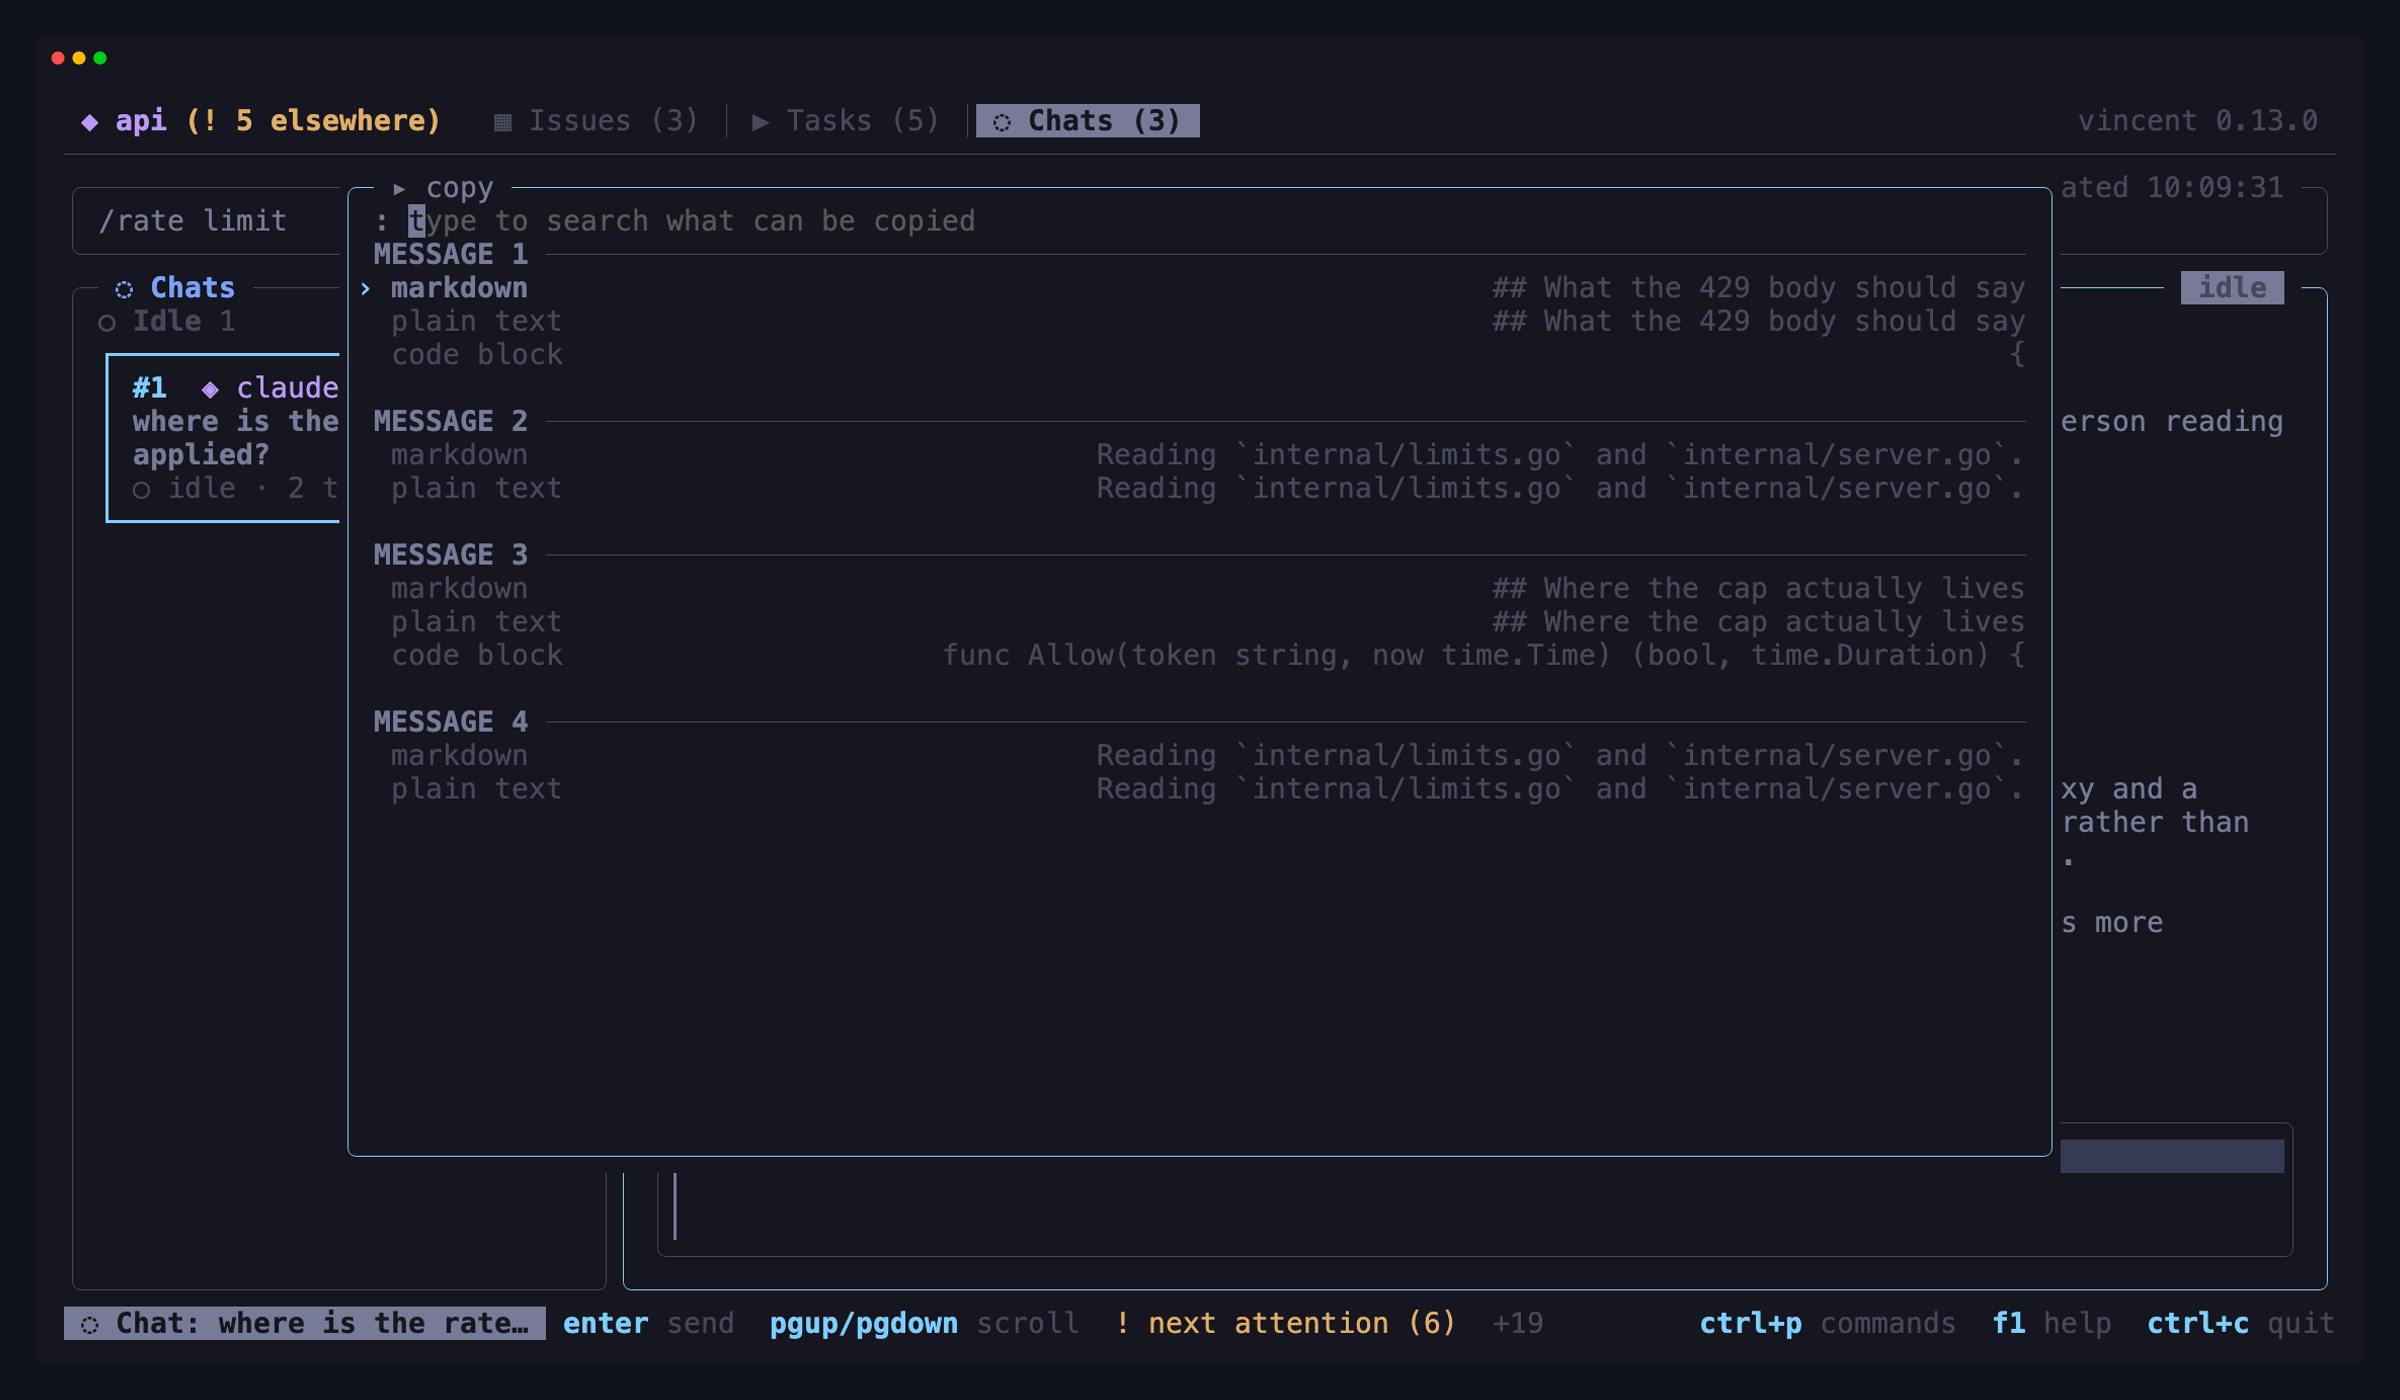 ◆ api (! 5 elsewhere) ▦ Issues (3) ▶ Tasks (5) ◌ Chats (3) vincent 0.13.0
▸ copy ated 10:09:31
/rate limit : type to search what can be copied
MESSAGE 1
◌ Chats › markdown ## What the 429 body should say idle
○ Idle 1 plain text ## What the 429 body should say
code block {
#1 ◈ claude
where is the MESSAGE 2 erson reading
applied? markdown Reading `internal/limits.go` and `internal/server.go`.
○ idle · 2 t plain text Reading `internal/limits.go` and `internal/server.go`.
MESSAGE 3
markdown ## Where the cap actually lives
plain text ## Where the cap actually lives
code block func Allow(token string, now time.Time) (bool, time.Duration) {
MESSAGE 4
markdown Reading `internal/limits.go` and `internal/server.go`.
plain text Reading `internal/limits.go` and `internal/server.go`. xy and a
rather than
.
s more
◌ Chat: where is the rate… enter send pgup/pgdown scroll ! next attention (6) +19 ctrl+p commands f1 help ctrl+c quit